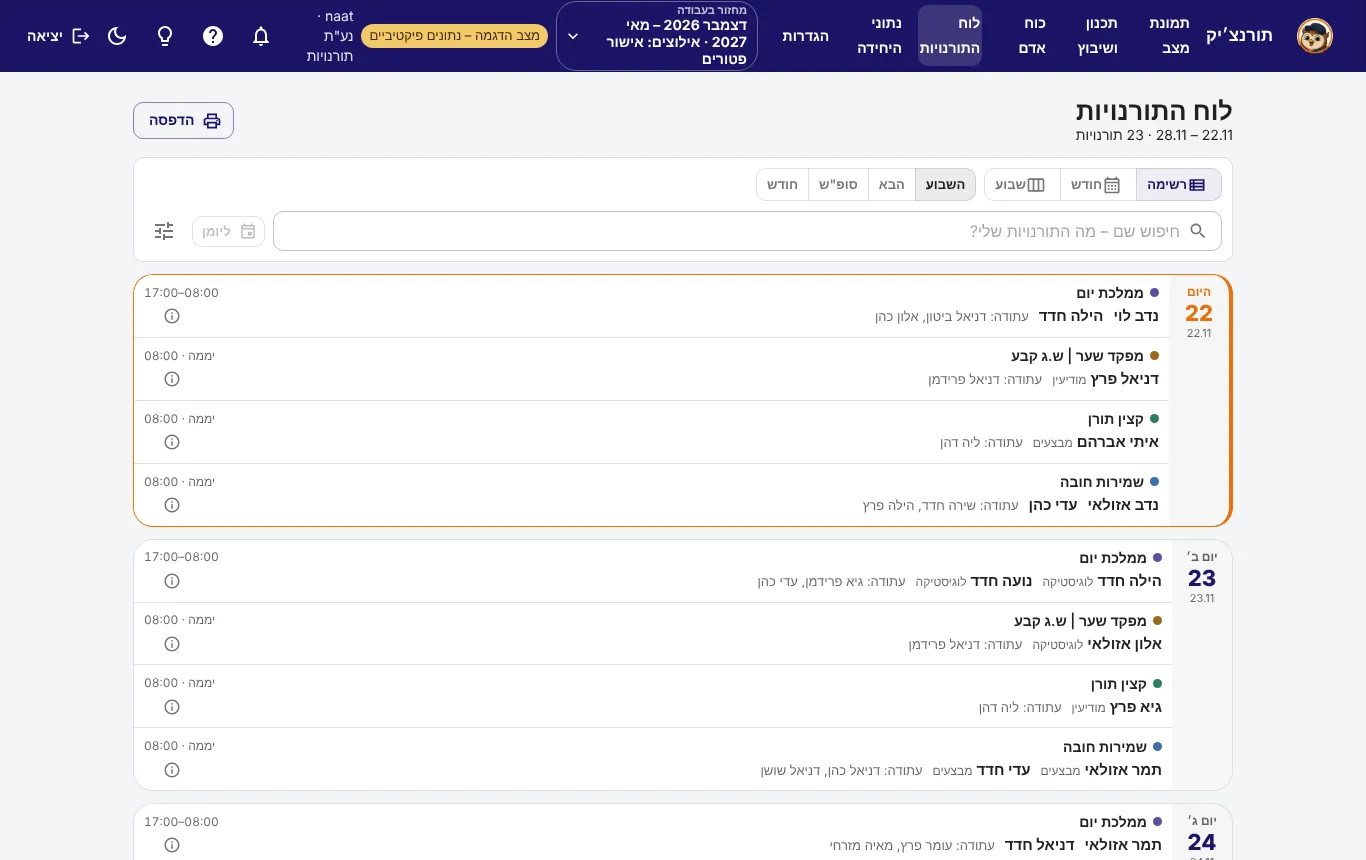 תורנצ׳יק
תמונת
מצב
תכנון
ושיבוץ
כוח
אדם
לוח
התורנויות
נתוני
היחידה
הגדרות
מחזור בעבודה
דצמבר 2026 – מאי
2027 · אילוצים: אישור
פטורים
מצב הדגמה – נתונים פיקטיביים
naat ·
נע"ת
תורנויות
יציאה
לוח התורנויות
22.11 – 28.11 · 23 תורנויות
הדפסה
רשימה
חודש
שבוע
השבוע
הבא
סופ"ש
חודש
חיפוש שם – מה התורנויות שלי?
ליומן
היום
22
22.11
ממלכת יום
08:00–17:00
נדב לוי הילה חדד עתודה: דניאל ביטון, אלון כהן
מפקד שער | ש.ג קבע
יממה · 08:00
דניאל פרץ מודיעין עתודה: דניאל פרידמן
קצין תורן
יממה · 08:00
איתי אברהם מבצעים עתודה: ליה דהן
שמירות חובה
יממה · 08:00
נדב אזולאי עדי כהן עתודה: שירה חדד, הילה פרץ
יום ב׳
23
23.11
ממלכת יום
08:00–17:00
הילה חדד לוגיסטיקה נועה חדד לוגיסטיקה עתודה: גיא פרידמן, עדי כהן
מפקד שער | ש.ג קבע
יממה · 08:00
אלון אזולאי לוגיסטיקה עתודה: דניאל פרידמן
קצין תורן
יממה · 08:00
גיא פרץ מודיעין עתודה: ליה דהן
שמירות חובה
יממה · 08:00
תמר אזולאי מבצעים עדי חדד מבצעים עתודה: דניאל כהן, דניאל שושן
יום ג׳
24
ממלכת יום
08:00–17:00
תמר אזולאי דניאל חדד עתודה: עומר פרץ, מאיה מזרחי